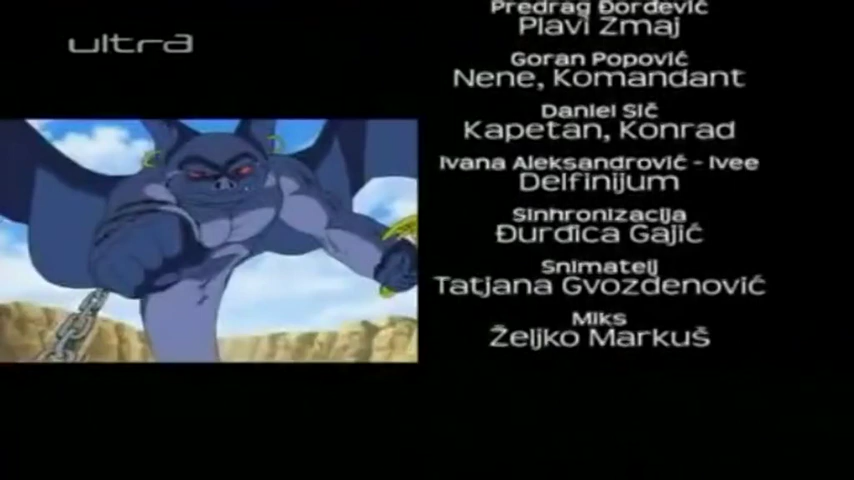 ultra
Predrag Đorđević
Plavi Zmaj
Goran Popović
Nene, Komandant
Daniel Sič
Kapetan, Konrad
Ivana Aleksandrović - Ivee
Delfinijum
Sinhronizacija
Đurđica Gajić
Snimatelj
Tatjana Gvozdenović
Miks
Željko Markuš